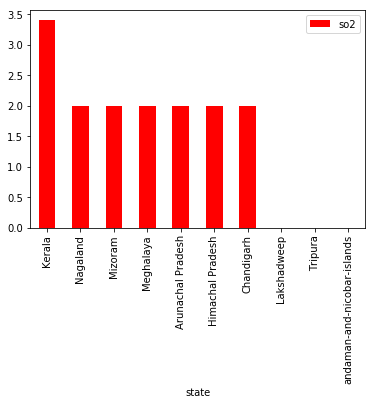 3.5
3.0
2.5
2.0
1.5
1.0
0.5
0.0
so2
Kerala
Nagaland
Mizoram
Meghalaya
Arunachal Pradesh
Himachal Pradesh
Chandigarh
Lakshadweep
Tripura
andaman-and-nicobar-islands
state